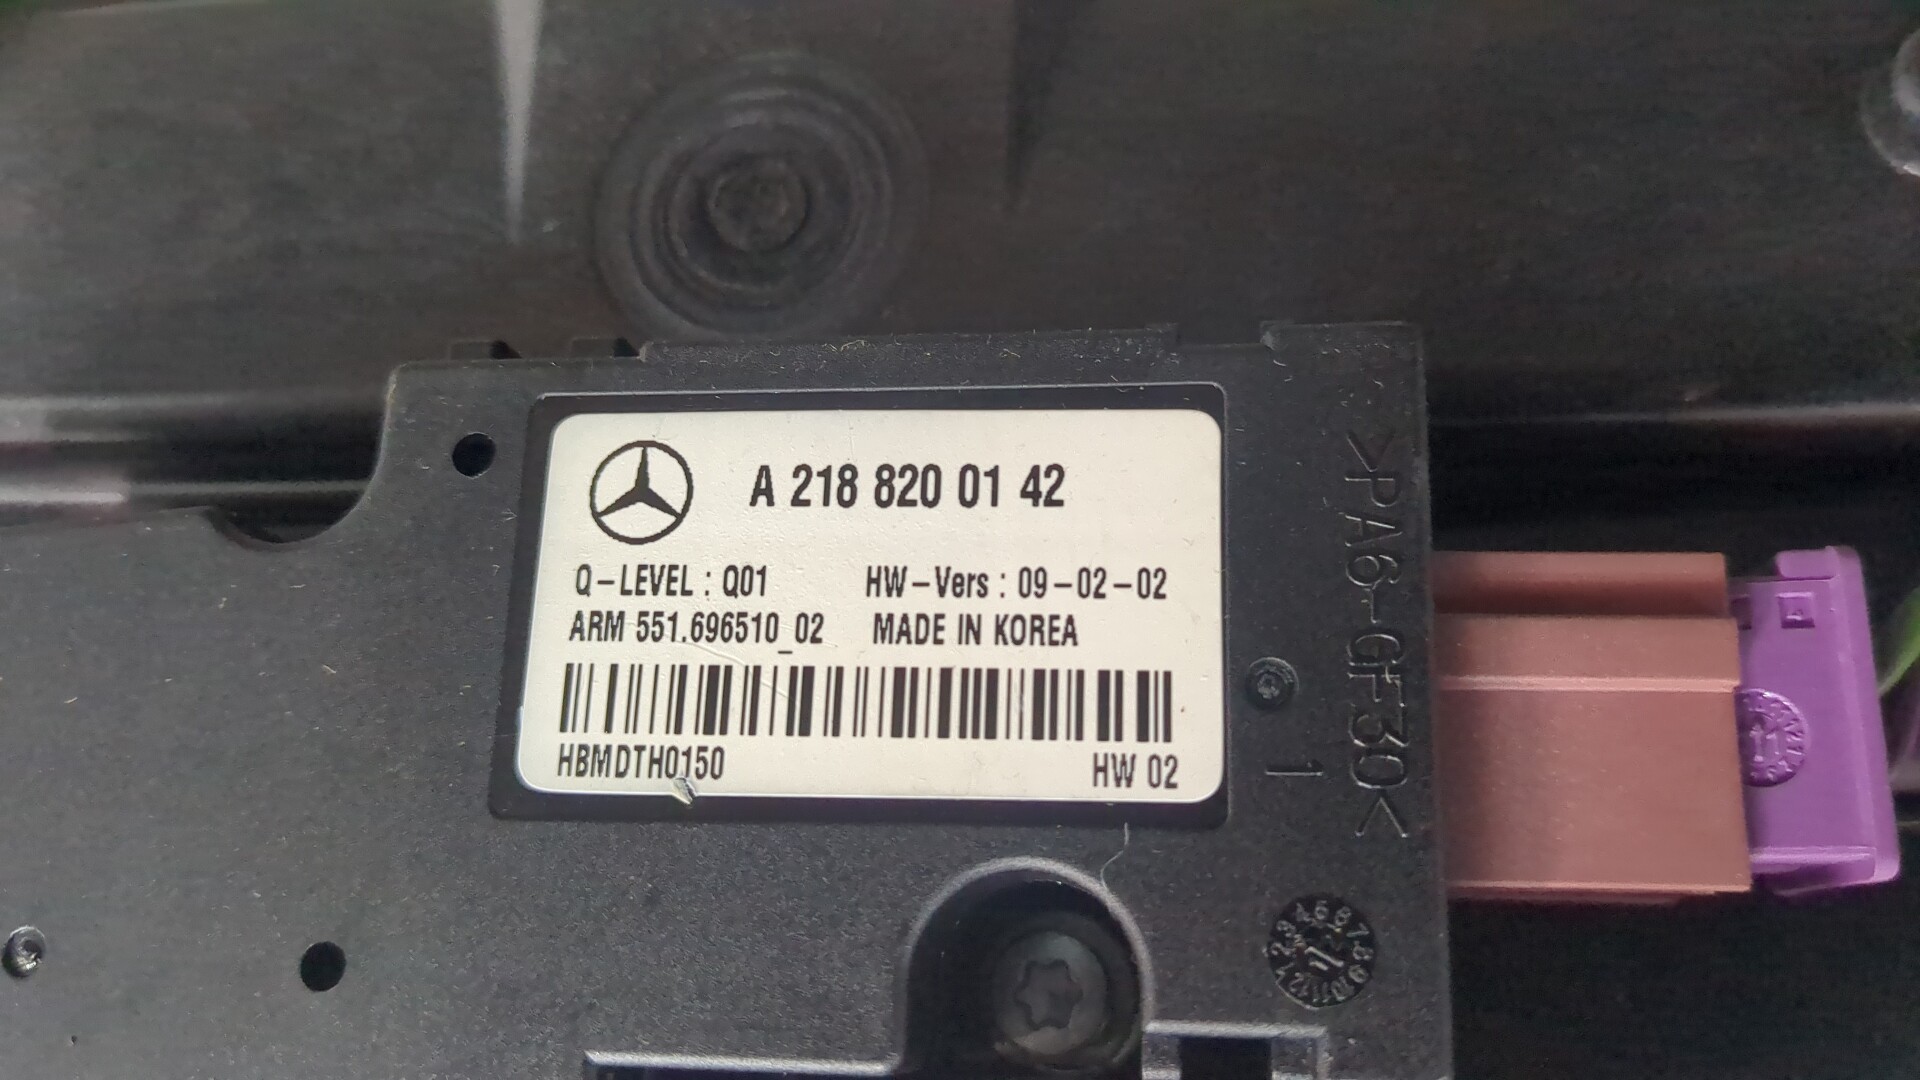 A 218 820 01 42
Q-LEVEL : Q01 HW-Vers : 09-02-02
ARM 551.696510_02 MADE IN KOREA
HBMDTH0150 HW 02
>PA6-GF30<
1